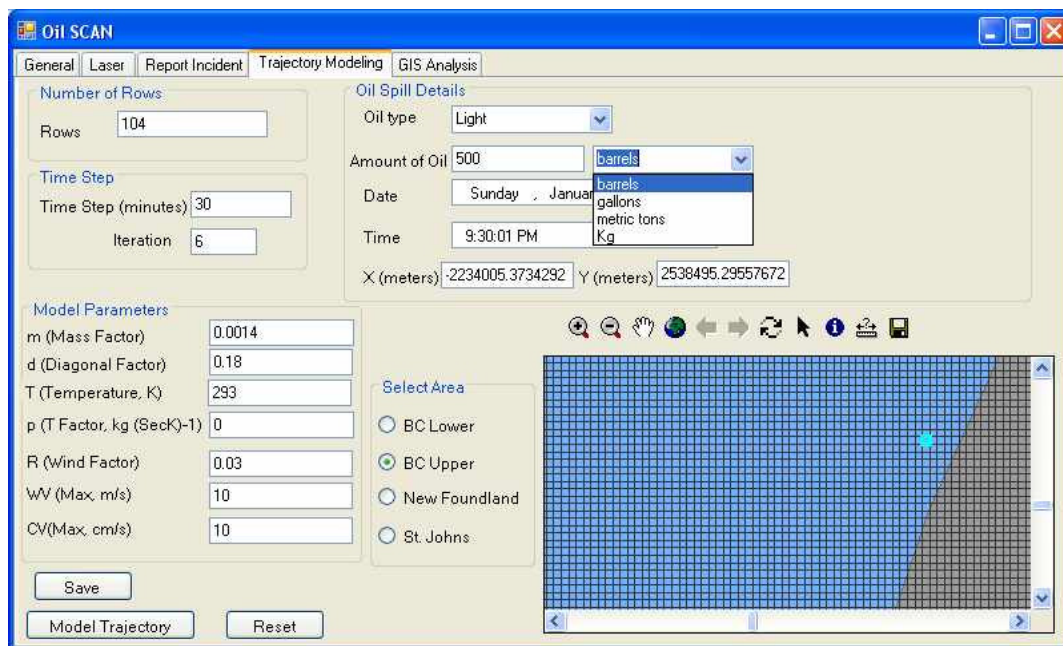 Oil SCAN
General Laser Report Incident Trajectory Modeling GIS Analysis
Number of Rows
Rows 104
Time Step
Time Step (minutes) 30
Iteration 6
Oil Spill Details
Oil type Light
Amount of Oil 500 barrels
barrels
gallons
metric tons
Kg
Date Sunday ,
Time 9:30:01 PM
X (meters) -2234005.3734292 Y (meters) 2538495.29557672
Model Parameters
m (Mass Factor) 0.0014
d (Diagonal Factor) 0.18
T (Temperature, K) 293
p (T Factor, kg (SecK)-1) 0
R (Wind Factor) 0.03
WV (Max, m/s) 10
CV(Max, cm/s) 10
Select Area
BC Lower
BC Upper
New Foundland
St. Johns
Save
Model Trajectory Reset